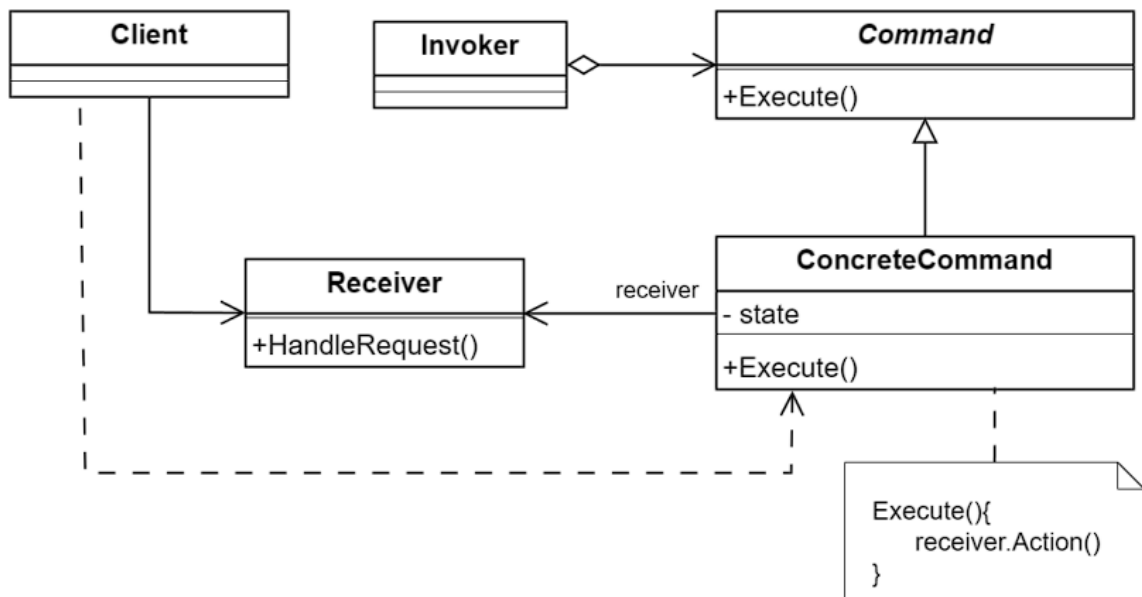 Client
Invoker
Command
+Execute()
Receiver
+HandleRequest()
receiver
ConcreteCommand
- state
+Execute()
Execute(){
receiver.Action()
}